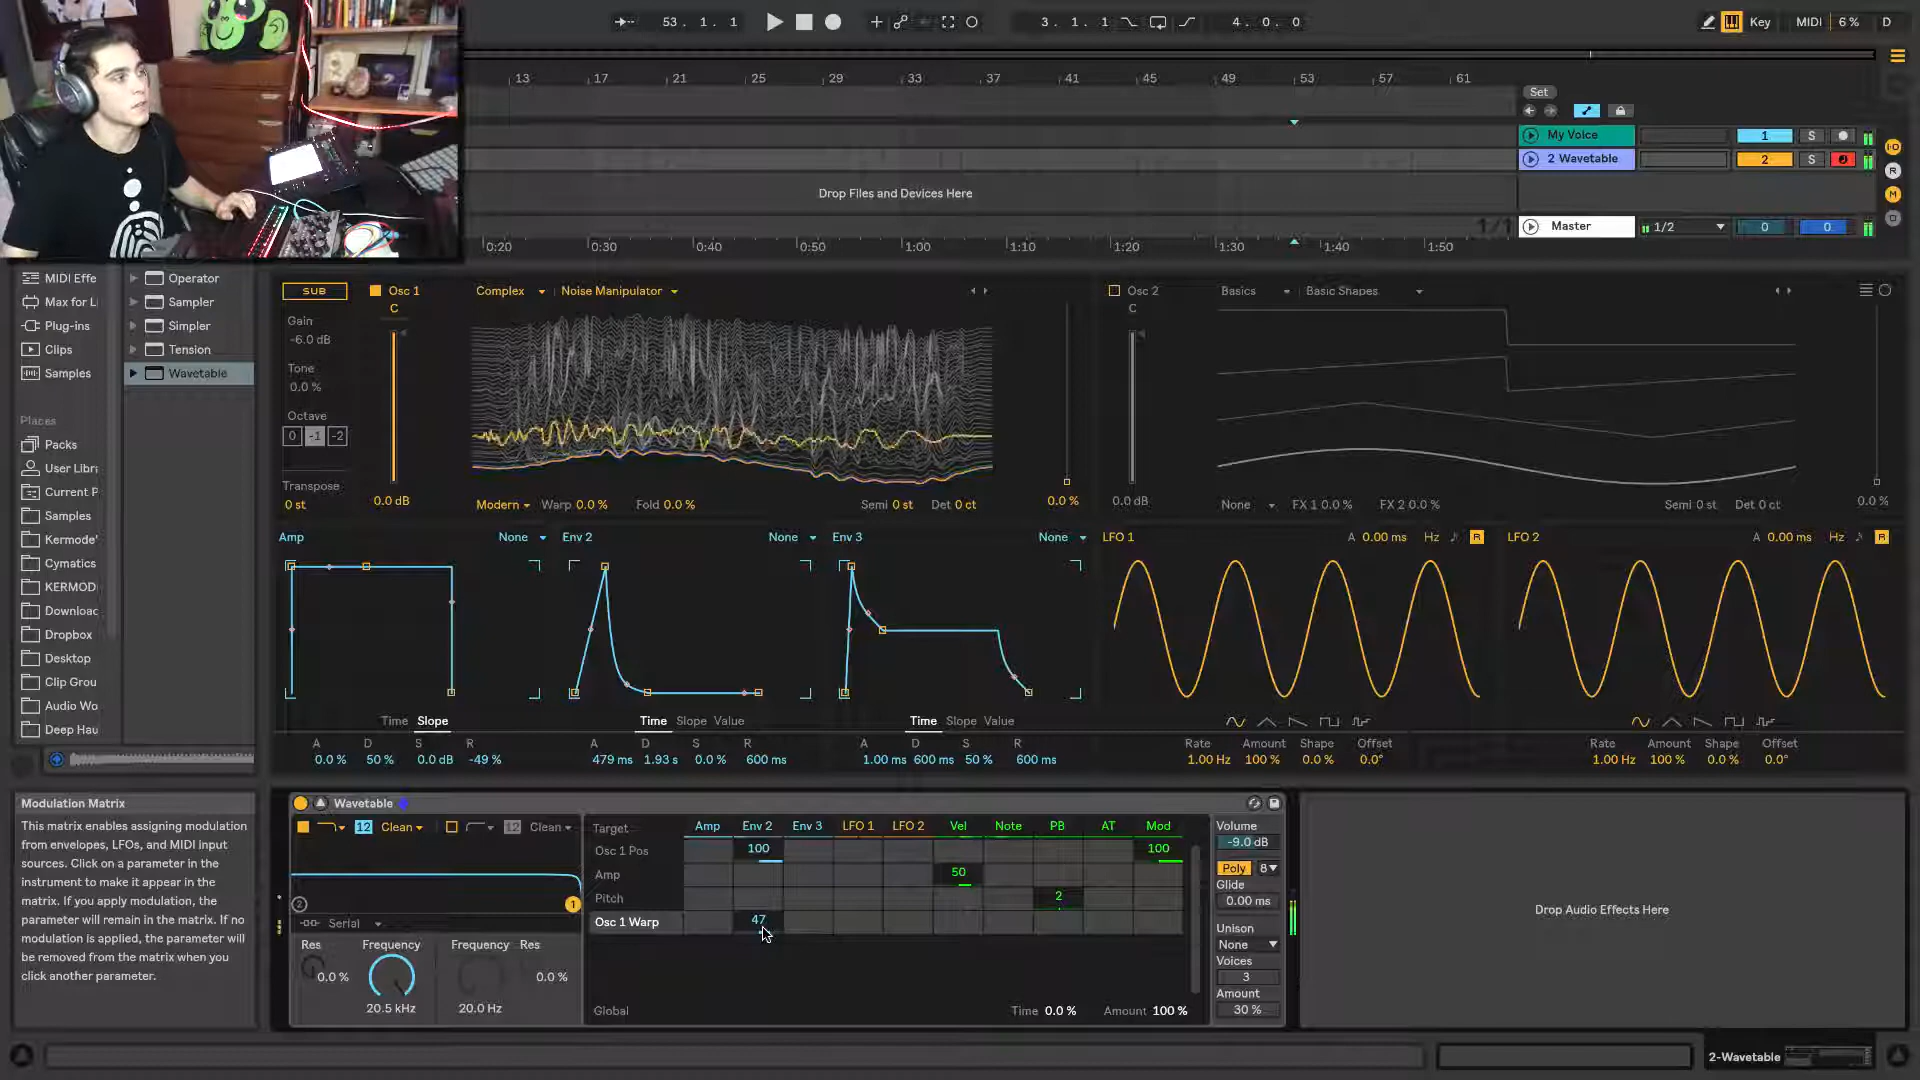 53. 1. 1
3. 1. 1
4. 0. 0
Key
MIDI
6 %
D
13 17 21 25 29 33 37 41 45 49 53 57 61
Set
My Voice 1 S
2 Wavetable 2 S
Drop Files and Devices Here
1/1
Master 1/2 0 0
0:20 0:30 0:40 0:50 1:00 1:10 1:20 1:30 1:40 1:50
MIDI Effe
Max for L
Plug-ins
Clips
Samples
Places
Packs
User Libr
Current P
Samples
Kermode'
Cymatics
KERMOD
Downloac
Dropbox
Desktop
Clip Grou
Audio Wo
Deep Hau
Operator
Sampler
Simpler
Tension
Wavetable
SUB
Gain
-6.0 dB
Tone
0.0 %
Octave
0 -1 -2
Transpose
0 st
Osc 1
C
0.0 dB
Complex
Noise Manipulator
Modern Warp 0.0 % Fold 0.0 % Semi 0 st Det 0 ct
0.0 %
Osc 2
C
0.0 dB
Basics
Basic Shapes
None FX 1 0.0 % FX 2 0.0 % Semi 0 st Det 0 ct
0.0 %
Amp None
Time Slope
A D S R
0.0 % 50 % 0.0 dB -49 %
Env 2 None
Time Slope Value
A D S R
479 ms 1.93 s 0.0 % 600 ms
Env 3 None
Time Slope Value
A D S R
1.00 ms 600 ms 50 % 600 ms
LFO 1 A 0.00 ms Hz R
Rate Amount Shape Offset
1.00 Hz 100 % 0.0 % 0.0°
LFO 2 A 0.00 ms Hz R
Rate Amount Shape Offset
1.00 Hz 100 % 0.0 % 0.0°
Modulation Matrix
This matrix enables assigning modulation
from envelopes, LFOs, and MIDI input
sources. Click on a parameter in the
instrument to make it appear in the
matrix. If you apply modulation, the
parameter will remain in the matrix. If no
modulation is applied, the parameter will
be removed from the matrix when you
click another parameter.
Wavetable
12 Clean 12 Clean
2 1
Serial
Res Frequency Frequency Res
0.0 % 0.0 %
20.5 kHz 20.0 Hz
Target Amp Env 2 Env 3 LFO 1 LFO 2 Vel Note PB AT Mod
Osc 1 Pos 100 100
Amp 50
Pitch 2
Osc 1 Warp 47
Global Time 0.0 % Amount 100 %
Volume
-9.0 dB
Poly 8
Glide
0.00 ms
Unison
None
Voices
3
Amount
30 %
Drop Audio Effects Here
2-Wavetable